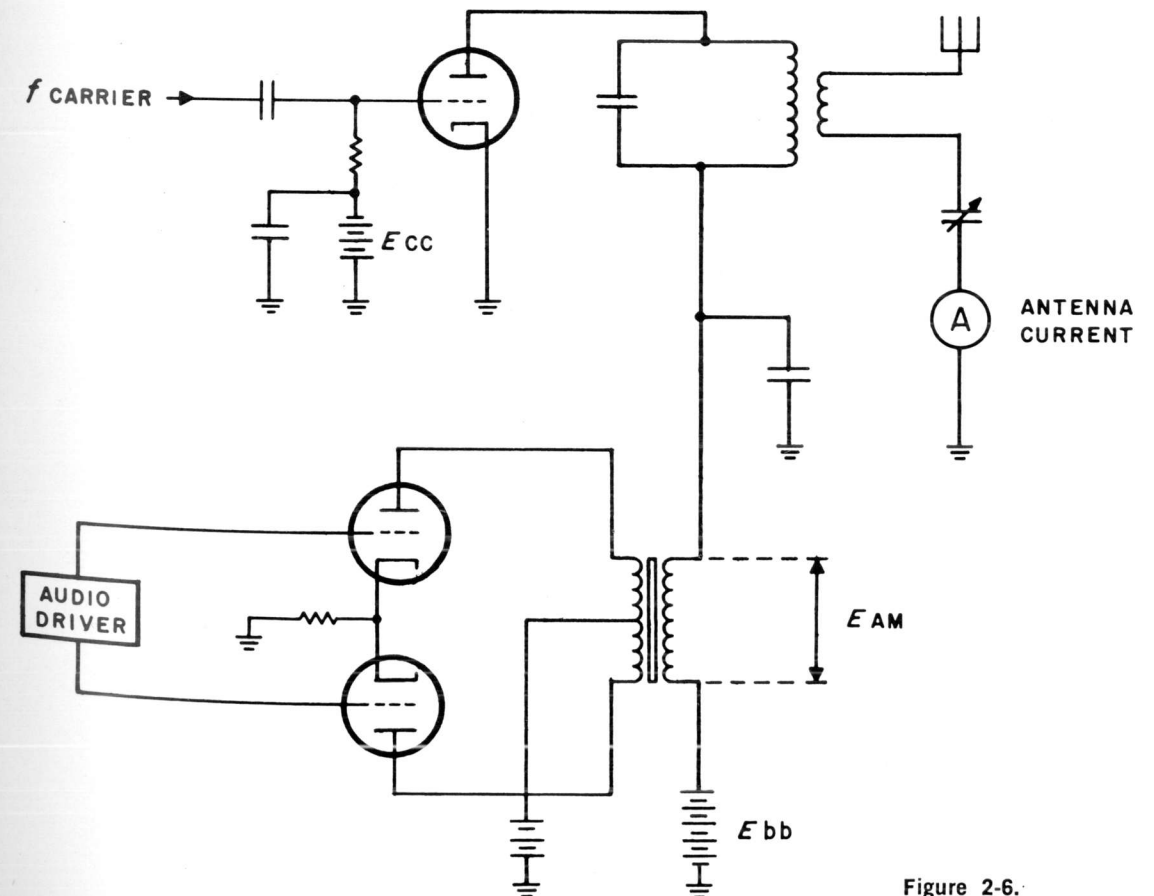 f CARRIER
E CC
A
ANTENNA
CURRENT
AUDIO
DRIVER
E AM
E bb
Figure 2-6.